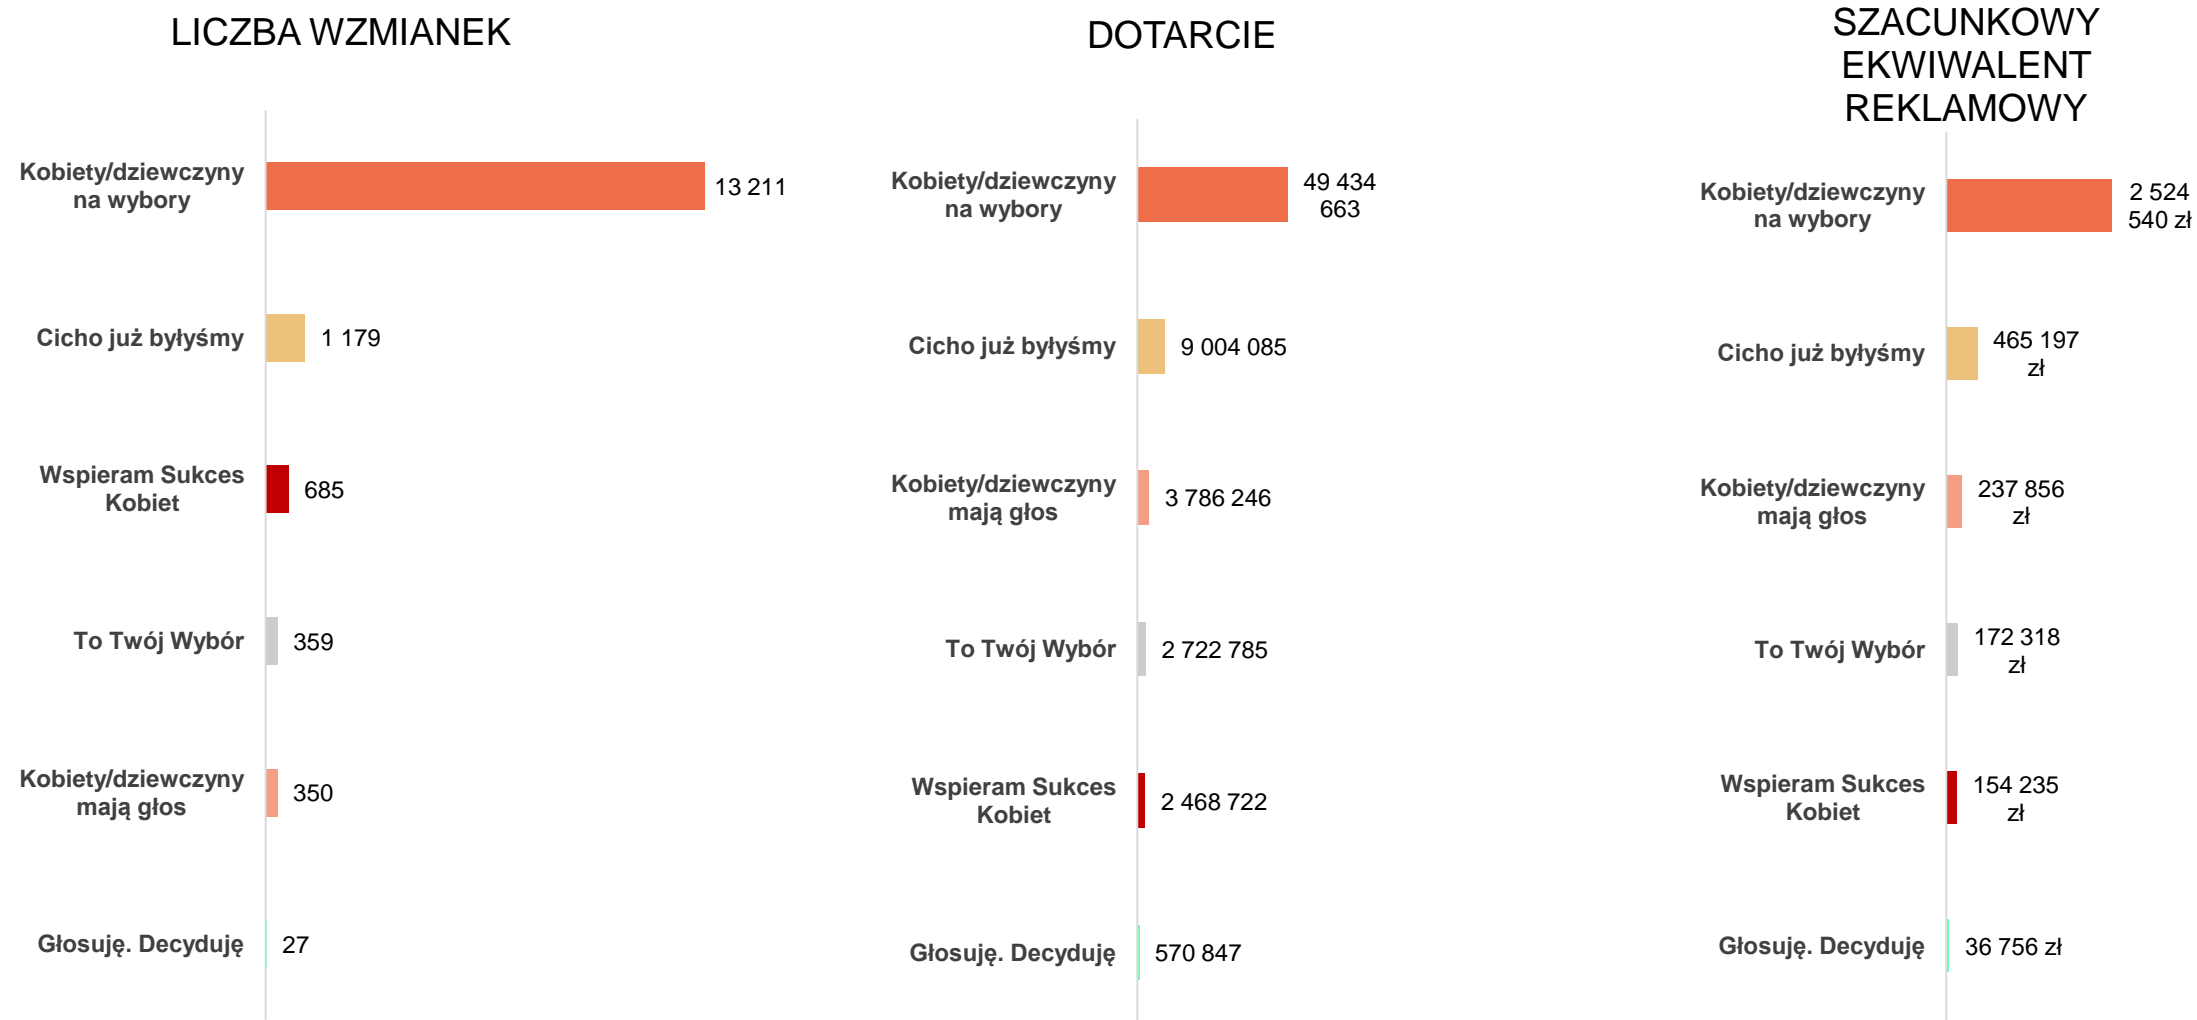 LICZBA WZMIANEK
Kobiety/dziewczyny
na wybory
13 211
Cicho już byłyśmy
1 179
Wspieram Sukces
Kobiet
685
To Twój Wybór
359
Kobiety/dziewczyny
mają głos
350
Głosuję. Decyduję
27
DOTARCIE
Kobiety/dziewczyny
na wybory
49 434
663
Cicho już byłyśmy
9 004 085
Kobiety/dziewczyny
mają głos
3 786 246
To Twój Wybór
2 722 785
Wspieram Sukces
Kobiet
2 468 722
Głosuję. Decyduję
570 847
SZACUNKOWY
EKWIWALENT
REKLAMOWY
Kobiety/dziewczyny
na wybory
2 524
540 zł
Cicho już byłyśmy
465 197
zł
Kobiety/dziewczyny
mają głos
237 856
zł
To Twój Wybór
172 318
zł
Wspieram Sukces
Kobiet
154 235
zł
Głosuję. Decyduję
36 756 zł